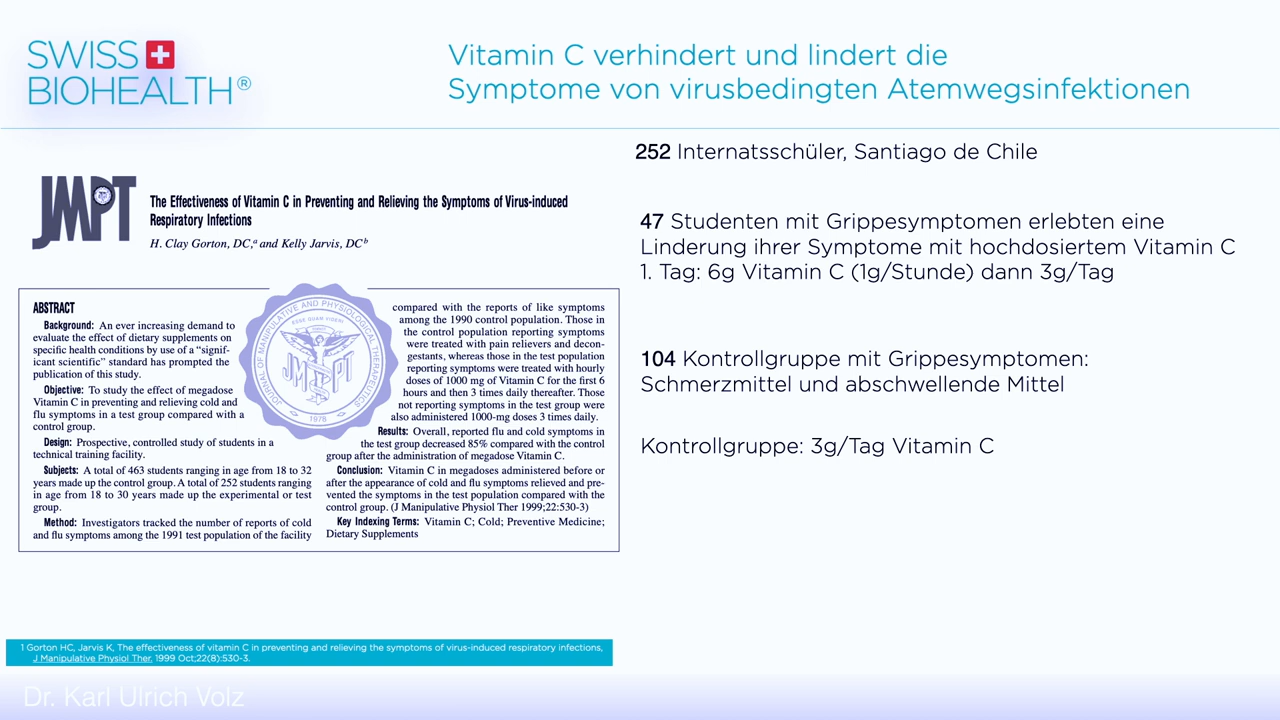 SWISS
BIOHEALTH®
Vitamin C verhindert und lindert die
Symptome von virusbedingten Atemwegsinfektionen
JMPT
The Effectiveness of Vitamin C in Preventing and Relieving the Symptoms of Virus-induced
Respiratory Infections
H. Clay Gorton, DC,a and Kelly Jarvis, DCb
ABSTRACT
Background: An ever increasing demand to
evaluate the effect of dietary supplements on
specific health conditions by use of a “signif-
icant scientific” standard has prompted the
publication of this study.
Objective: To study the effect of megadose
Vitamin C in preventing and relieving cold and
flu symptoms in a test group compared with a
control group.
Design: Prospective, controlled study of students in a
technical training facility.
Subjects: A total of 463 students ranging in age from 18 to 32
years made up the control group. A total of 252 students ranging
in age from 18 to 30 years made up the experimental or test
group.
Method: Investigators tracked the number of reports of cold
and flu symptoms among the 1991 test population of the facility
compared with the reports of like symptoms
among the 1990 control population. Those in
the control population reporting symptoms
were treated with pain relievers and decon-
gestants, whereas those in the test population
reporting symptoms were treated with hourly
doses of 1000 mg of Vitamin C for the first 6
hours and then 3 times daily thereafter. Those
not reporting symptoms in the test group were
also administered 1000-mg doses 3 times daily.
Results: Overall, reported flu and cold symptoms in
the test group decreased 85% compared with the control
group after the administration of megadose Vitamin C.
Conclusion: Vitamin C in megadoses administered before or
after the appearance of cold and flu symptoms relieved and pre-
vented the symptoms in the test population compared with the
control group. (J Manipulative Physiol Ther 1999;22:530-3)
Key Indexing Terms: Vitamin C; Cold; Preventive Medicine;
Dietary Supplements
JOURNAL OF MANIPULATIVE AND PHYSIOLOGICAL THERAPEUTICS
ESSE QUAM VIDERI
JMPT
1978
252 Internatsschüler, Santiago de Chile
47 Studenten mit Grippesymptomen erlebten eine
Linderung ihrer Symptome mit hochdosiertem Vitamin C
1. Tag: 6g Vitamin C (1g/Stunde) dann 3g/Tag
104 Kontrollgruppe mit Grippesymptomen:
Schmerzmittel und abschwellende Mittel
Kontrollgruppe: 3g/Tag Vitamin C
1 Gorton HC, Jarvis K, The effectiveness of vitamin C in preventing and relieving the symptoms of virus-induced respiratory infections,
J Manipulative Physiol Ther. 1999 Oct;22(8):530-3.
Dr. Karl Ulrich Volz